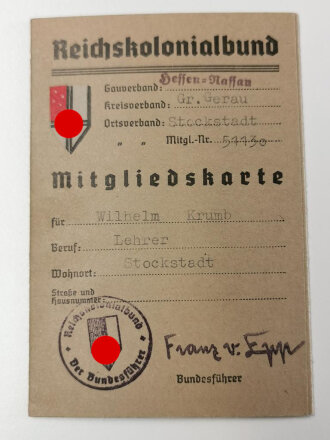 Reichskolonialbund
Gauverband: Hessen-Nassau
Kreisverband: Gr. Gerau
Ortsverband: Stockstadt
" " Mitgl.-Nr.
Mitgliedskarte
für Wilhelm Krumb
Beruf: Lehrer
Wohnort: Stockstadt
Straße und
Hausnummer:
Reichskolonialbund
Der Bundesführer
Franz v. Epp
Bundesführer